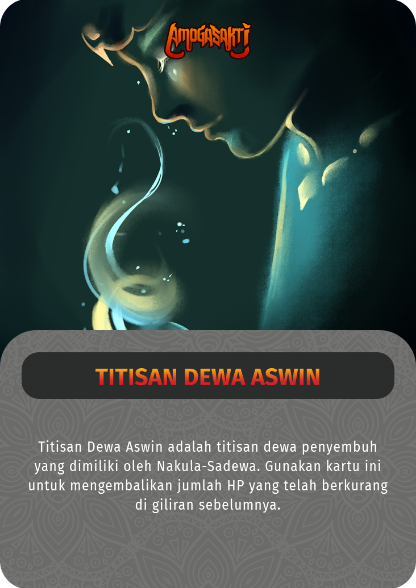 AMOGASAKTI
TITISAN DEWA ASWIN
Titisan Dewa Aswin adalah titisan dewa penyembuh
yang dimiliki oleh Nakula-Sadewa. Gunakan kartu ini
untuk mengembalikan jumlah HP yang telah berkurang
di giliran sebelumnya.